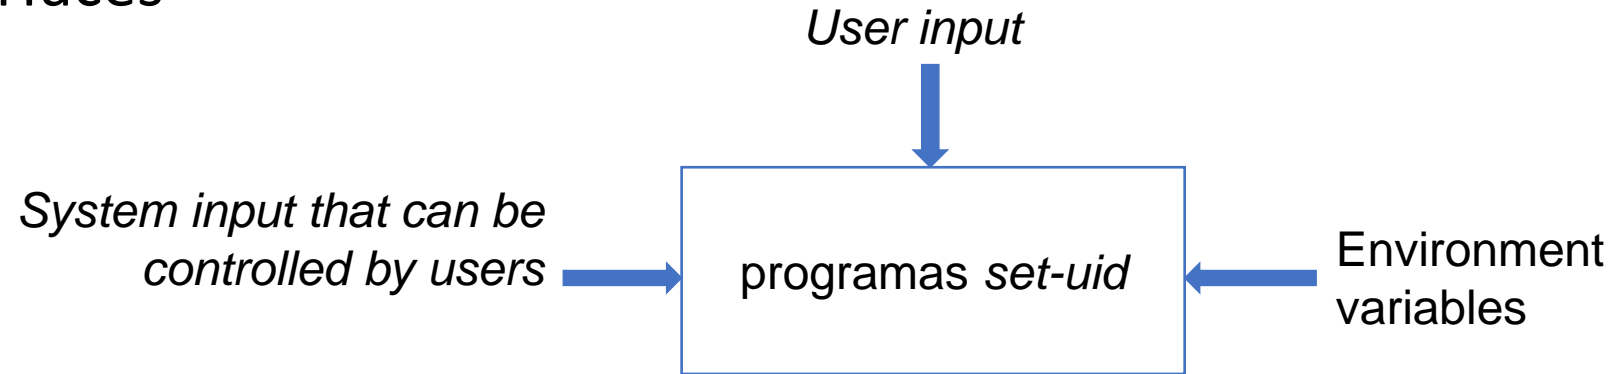 User input
System input that can be
controlled by users
programas set-uid
Environment
variables